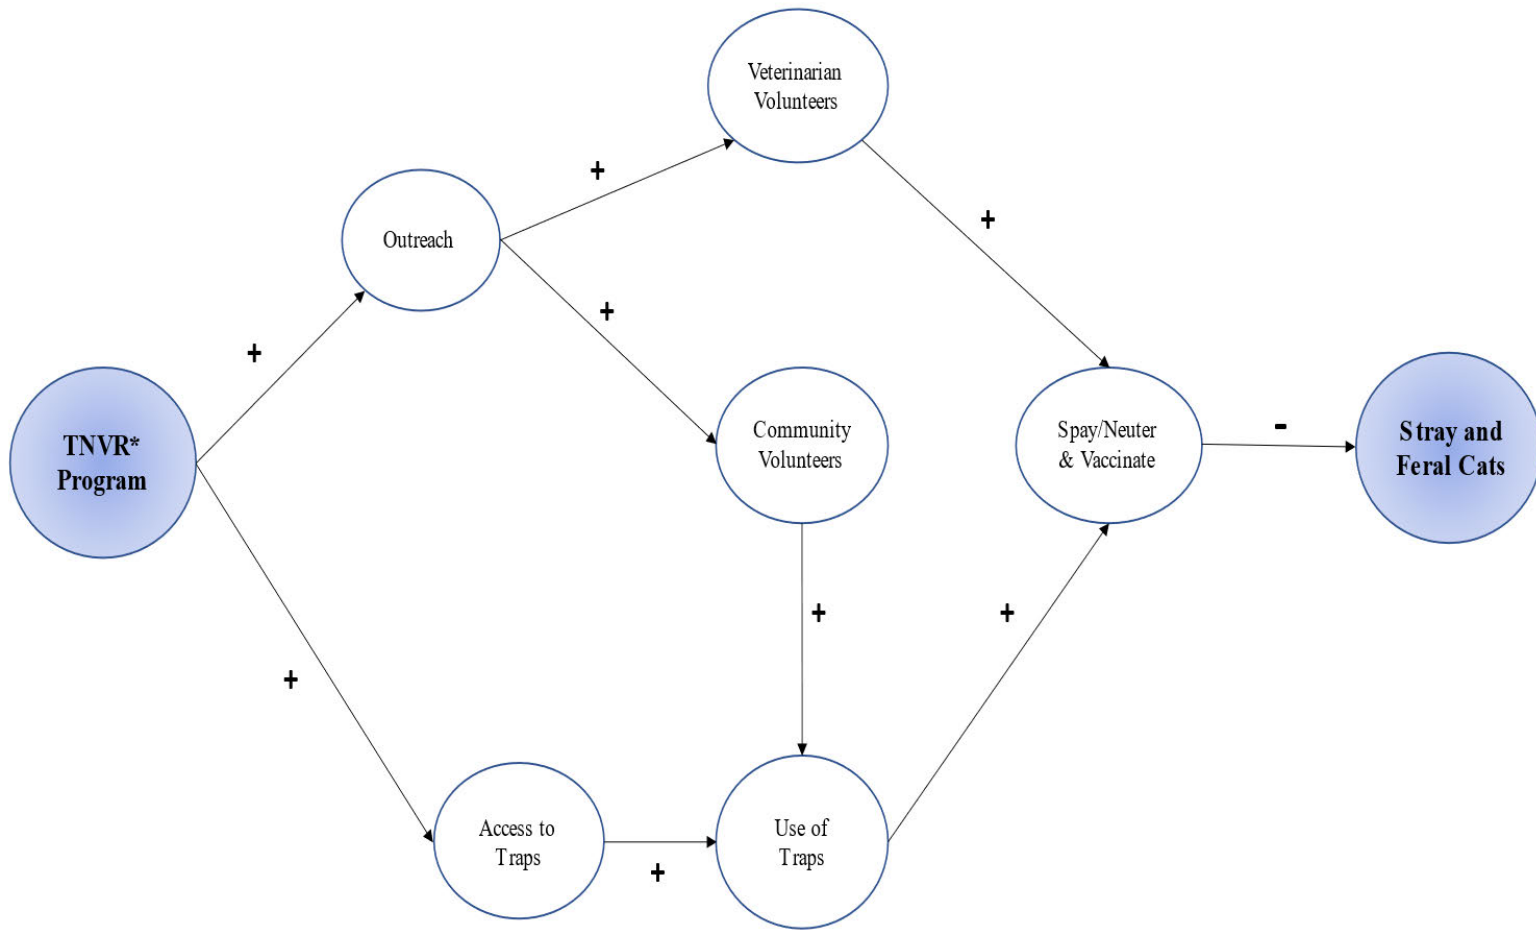 Veterinarian
Volunteers
+
+
Outreach
+
+
TNVR*
Program
Community
Volunteers
Spay/Neuter
& Vaccinate
-
Stray and
Feral Cats
+
+
+
Access to
Traps
+
Use of
Traps